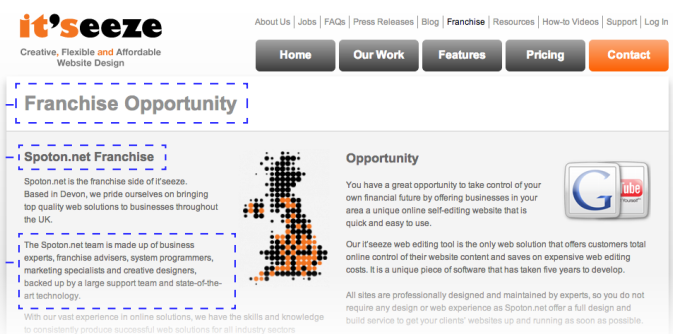 it'seeze
Creative, Flexible and Affordable
Website Design
About Us | Jobs | FAQs | Press Releases | Blog | Franchise | Resources | How-to Videos | Support | Log In
Home
Our Work
Features
Pricing
Contact
Franchise Opportunity
Spoton.net Franchise
Spoton.net is the franchise side of it'seeze.
Based in Devon, we pride ourselves on bringing
top quality web solutions to businesses throughout
the UK.
The Spoton.net team is made up of business
experts, franchise advisers, system programmers,
marketing specialists and creative designers,
backed up by a large support team and state-of-the-
art technology.
With our vast experience in online solutions, we have the skills and knowledge
to consistently produce successful web solutions for all industry sectors
Opportunity
You have a great opportunity to take control of your
own financial future by offering businesses in your
area a unique online self-editing website that is
quick and easy to use.
G
Tube
Yourself™
Our it'seeze web editing tool is the only web solution that offers customers total
online control of their website content and saves on expensive web editing
costs. It is a unique piece of software that has taken five years to develop.
All sites are professionally designed and maintained by experts, so you do not
require any design or web experience as Spoton.net offer a full design and
build service to get your clients' websites up and running as soon as possible.